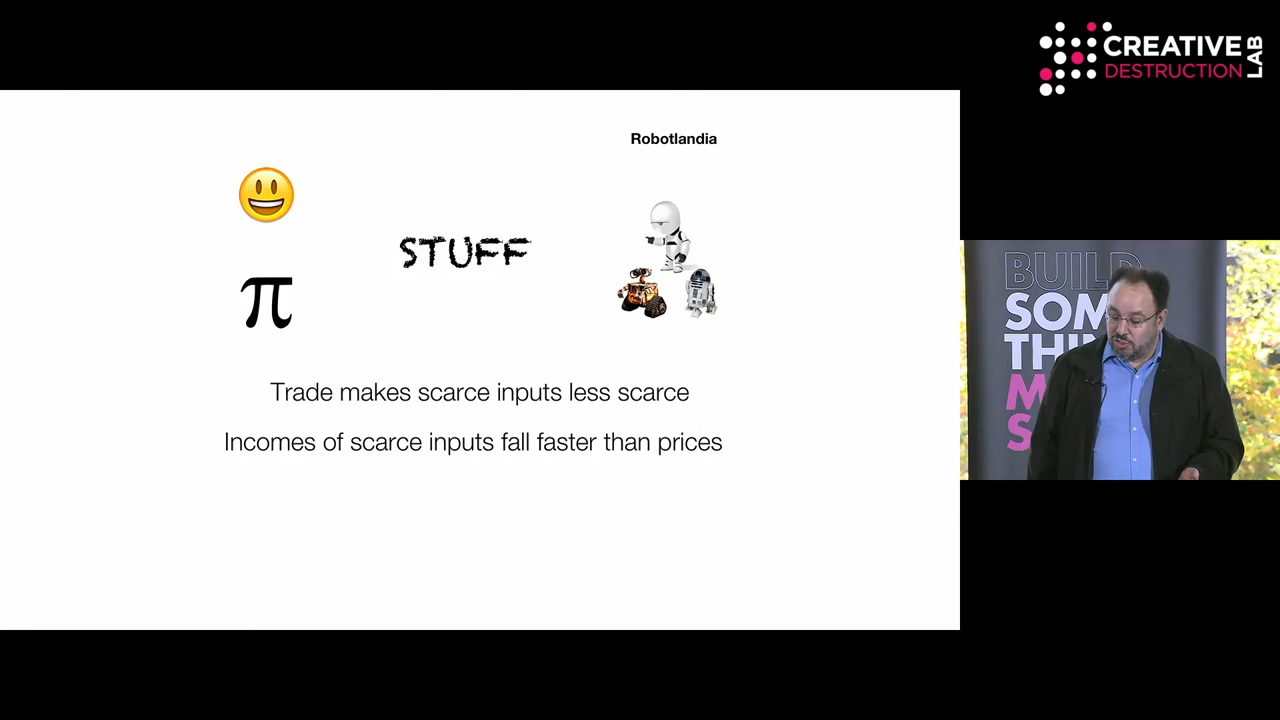 CREATIVE
DESTRUCTION
LAB
Robotlandia
STUFF
π
Trade makes scarce inputs less scarce
Incomes of scarce inputs fall faster than prices
BUILD
SOM
THIN
M
S